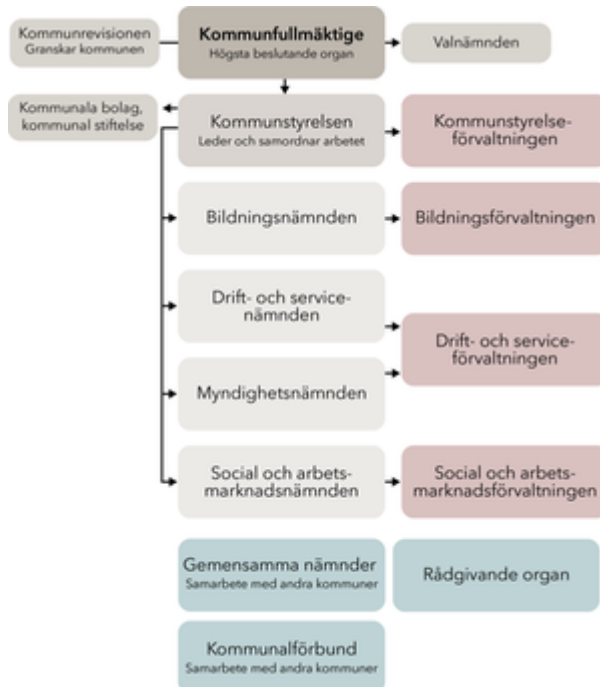 Kommunrevisionen
Granskar kommunen
Kommunfullmäktige
Högsta beslutande organ
Valnämnden
Kommunala bolag,
kommunal stiftelse
Kommunstyrelsen
Leder och samordnar arbetet
Kommunstyrelse-
förvaltningen
Bildningsnämnden
Bildningsförvaltningen
Drift- och service-
nämnden
Drift- och service-
förvaltningen
Myndighetsnämnden
Social och arbets-
marknadsnämnden
Social och arbets-
marknadsförvaltningen
Gemensamma nämnder
Samarbete med andra kommuner
Rådgivande organ
Kommunalförbund
Samarbete med andra kommuner